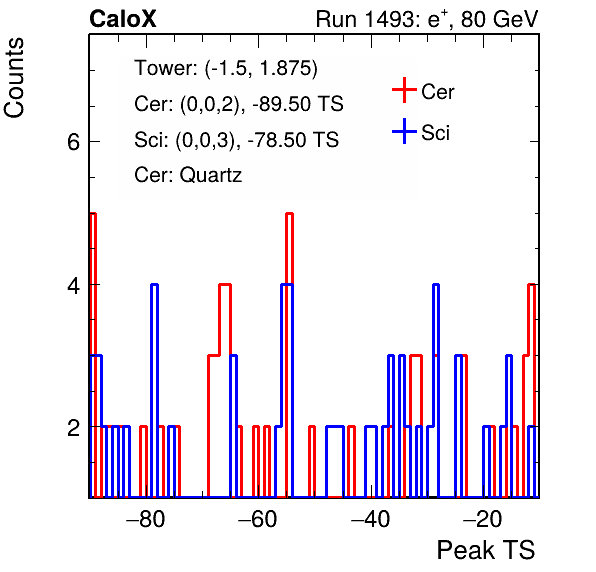 CaloX Run 1493: e⁺, 80 GeV
Counts
Tower: (-1.5, 1.875)
Cer: (0,0,2), -89.50 TS
Sci: (0,0,3), -78.50 TS
Cer: Quartz
Cer
Sci
6
4
2
−80 −60 −40 −20
Peak TS